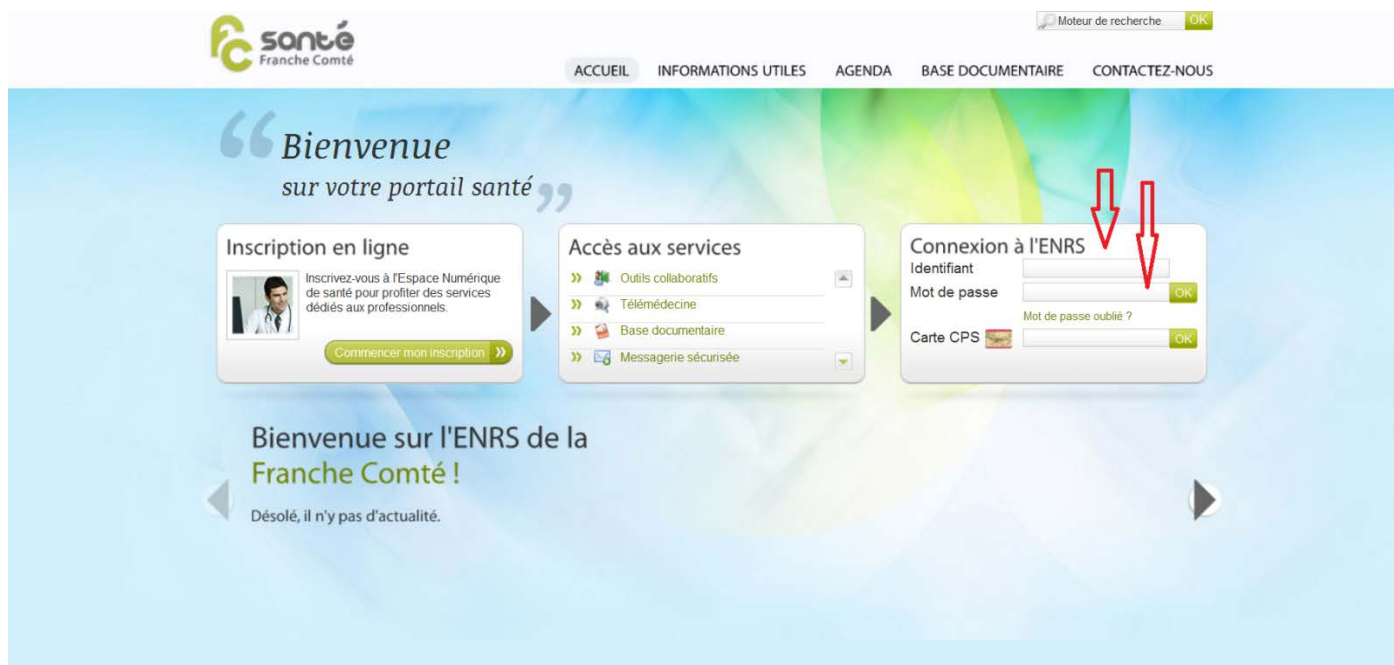 santé
Franche Comté
Moteur de recherche OK
ACCUEIL INFORMATIONS UTILES AGENDA BASE DOCUMENTAIRE CONTACTEZ-NOUS
“ Bienvenue
sur votre portail santé ”
Inscription en ligne
Inscrivez-vous à l'Espace Numérique
de santé pour profiter des services
dédiés aux professionnels.
Commencer mon inscription »
Accès aux services
» Outils collaboratifs
» Télémédecine
» Base documentaire
» Messagerie sécurisée
Connexion à l'ENRS
Identifiant
Mot de passe OK
Mot de passe oublié ?
Carte CPS OK
Bienvenue sur l'ENRS de la
Franche Comté !
Désolé, il n'y pas d'actualité.